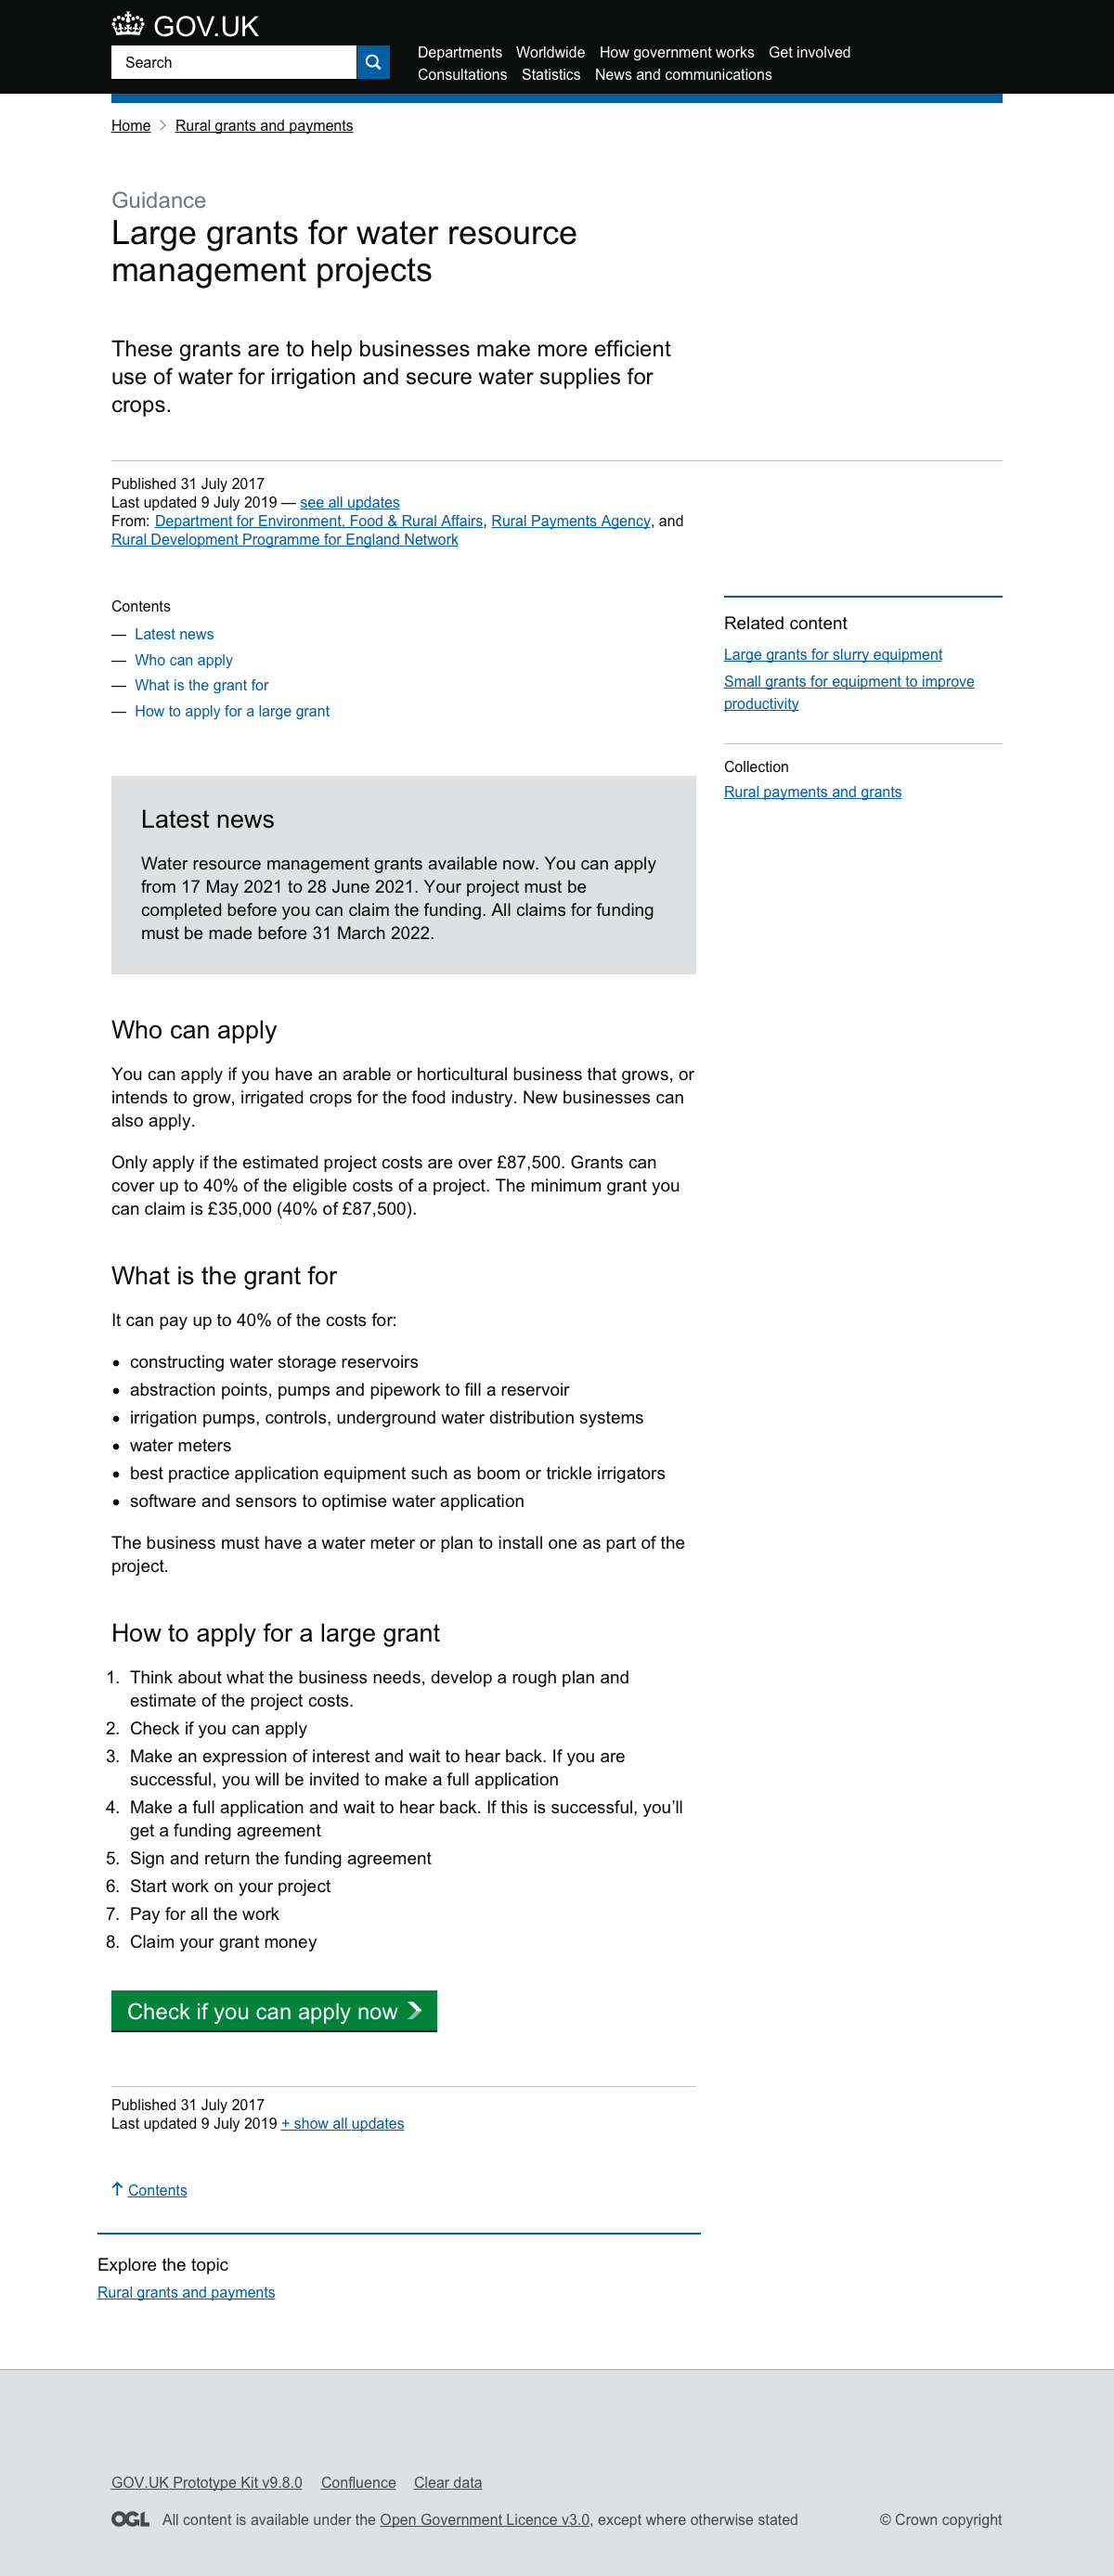 GOV.UK
Search
Departments Worldwide How government works Get involved
Consultations Statistics News and communications
Home Rural grants and payments
Guidance
Large grants for water resource
management projects
These grants are to help businesses make more efficient
use of water for irrigation and secure water supplies for
crops.
Published 31 July 2017
Last updated 9 July 2019 — see all updates
From: Department for Environment, Food & Rural Affairs, Rural Payments Agency, and
Rural Development Programme for England Network
Contents
— Latest news
— Who can apply
— What is the grant for
— How to apply for a large grant
Related content
Large grants for slurry equipment
Small grants for equipment to improve
productivity
Collection
Rural payments and grants
Latest news
Water resource management grants available now. You can apply
from 17 May 2021 to 28 June 2021. Your project must be
completed before you can claim the funding. All claims for funding
must be made before 31 March 2022.
Who can apply
You can apply if you have an arable or horticultural business that grows, or
intends to grow, irrigated crops for the food industry. New businesses can
also apply.
Only apply if the estimated project costs are over £87,500. Grants can
cover up to 40% of the eligible costs of a project. The minimum grant you
can claim is £35,000 (40% of £87,500).
What is the grant for
It can pay up to 40% of the costs for:
• constructing water storage reservoirs
• abstraction points, pumps and pipework to fill a reservoir
• irrigation pumps, controls, underground water distribution systems
• water meters
• best practice application equipment such as boom or trickle irrigators
• software and sensors to optimise water application
The business must have a water meter or plan to install one as part of the
project.
How to apply for a large grant
1. Think about what the business needs, develop a rough plan and
estimate of the project costs.
2. Check if you can apply
3. Make an expression of interest and wait to hear back. If you are
successful, you will be invited to make a full application
4. Make a full application and wait to hear back. If this is successful, you’ll
get a funding agreement
5. Sign and return the funding agreement
6. Start work on your project
7. Pay for all the work
8. Claim your grant money
Check if you can apply now
Published 31 July 2017
Last updated 9 July 2019 + show all updates
Contents
Explore the topic
Rural grants and payments
GOV.UK Prototype Kit v9.8.0 Confluence Clear data
OGL All content is available under the Open Government Licence v3.0, except where otherwise stated
© Crown copyright